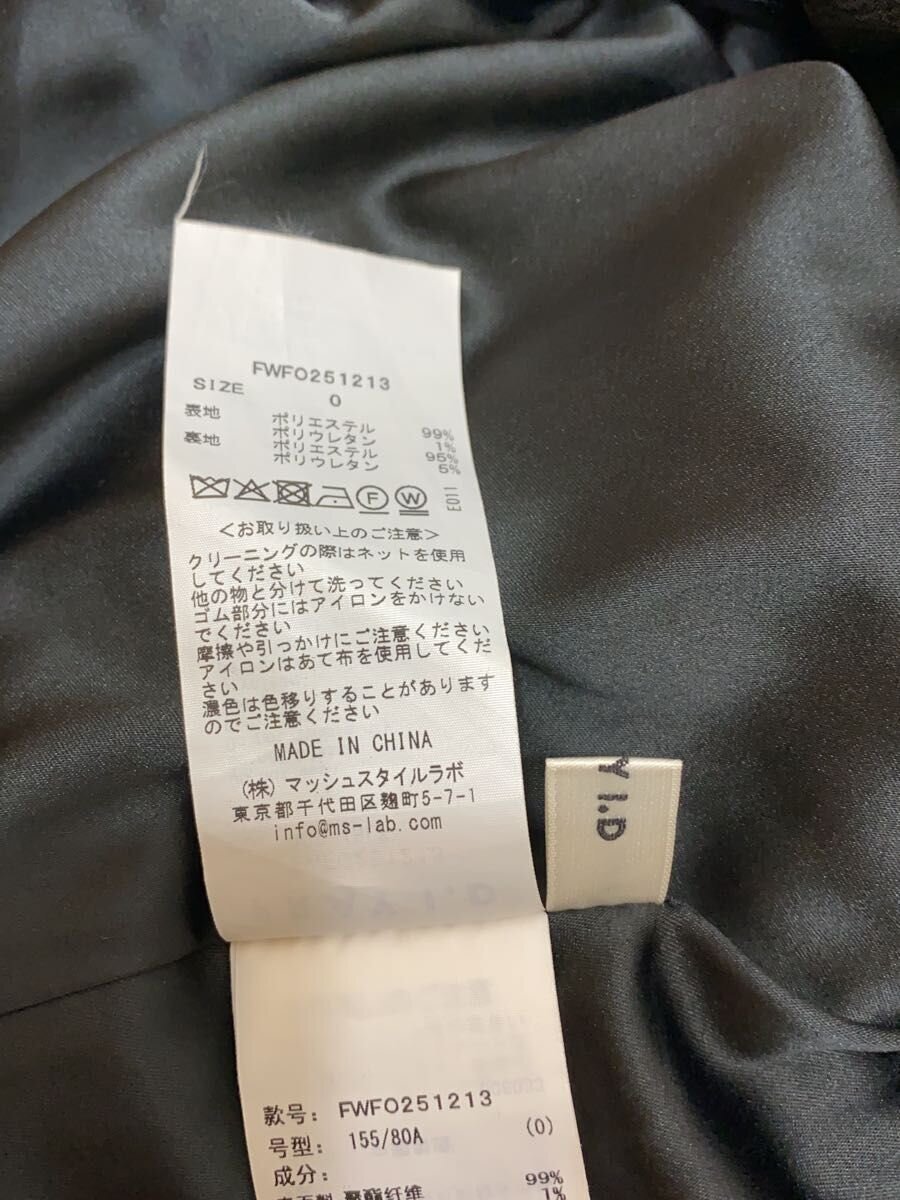 FWFO251213
SIZE 0
表地 ポリエステル 99%
ポリウレタン 1%
裏地 ポリエステル 95%
ポリウレタン 5%
F W E011
<お取り扱い上のご注意>
クリーニングの際はネットを使用
してください
他の物と分けて洗ってください
ゴム部分にはアイロンをかけない
でください
摩擦や引っかけにご注意ください
アイロンはあて布を使用してくだ
さい
濃色は色移りすることがあります
のでご注意ください
MADE IN CHINA
(株) マッシュスタイルラボ
東京都千代田区麹町5-7-1
info@ms-lab.com
Y I.D
款号: FWFO251213
号型: 155/80A (0)
成分:
聚酯纤维 99%
1%